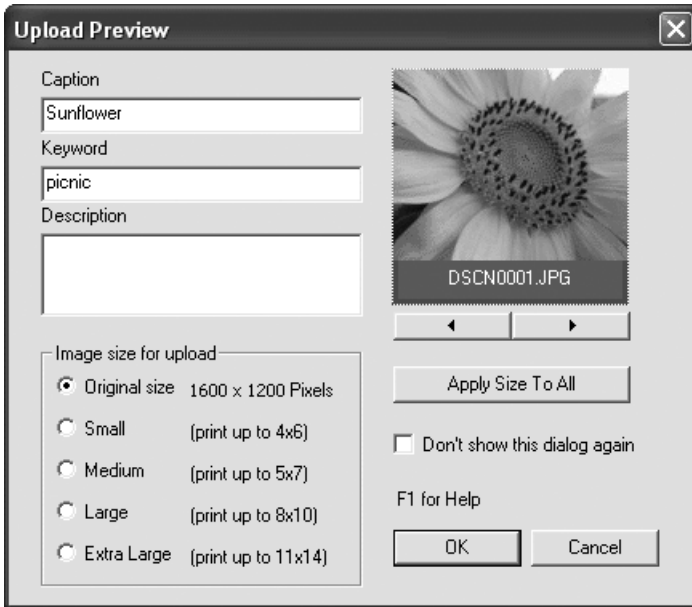 Upload Preview
Caption
Sunflower
Keyword
picnic
Description
DSCN0001.JPG
Image size for upload
Original size 1600 x 1200 Pixels
Small (print up to 4x6)
Medium (print up to 5x7)
Large (print up to 8x10)
Extra Large (print up to 11x14)
Apply Size To All
Don't show this dialog again
F1 for Help
OK Cancel